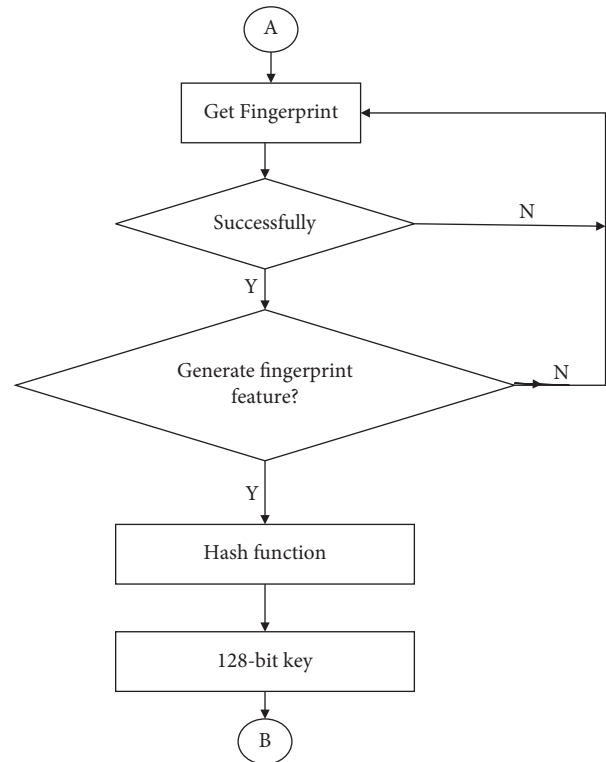 A
Get Fingerprint
Successfully
N
Y
Generate fingerprint
feature?
N
Y
Hash function
128-bit key
B